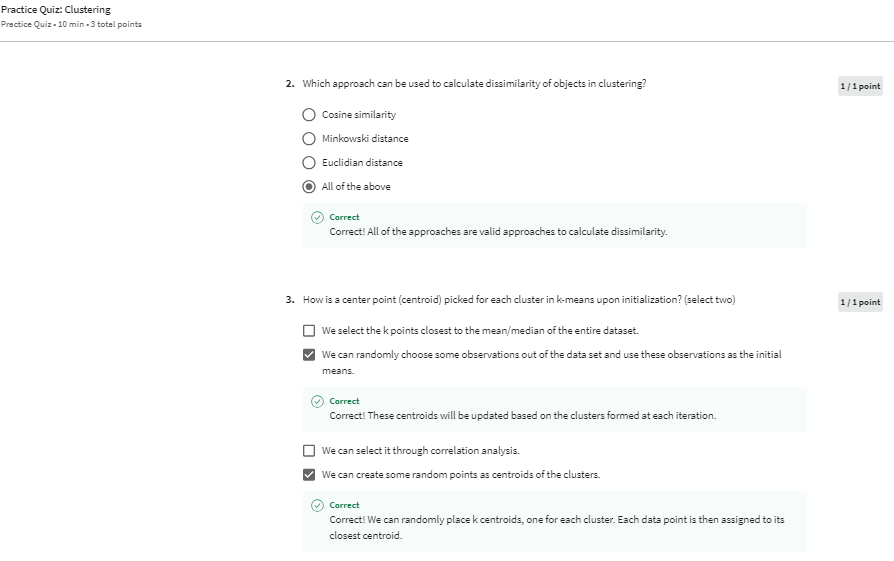 Practice Quiz: Clustering
Practice Quiz • 10 min • 3 total points
2. Which approach can be used to calculate dissimilarity of objects in clustering?
1 / 1 point
Cosine similarity
Minkowski distance
Euclidian distance
All of the above
Correct
Correct! All of the approaches are valid approaches to calculate dissimilarity.
3. How is a center point (centroid) picked for each cluster in k-means upon initialization? (select two)
1 / 1 point
We select the k points closest to the mean/median of the entire dataset.
We can randomly choose some observations out of the data set and use these observations as the initial
means.
Correct
Correct! These centroids will be updated based on the clusters formed at each iteration.
We can select it through correlation analysis.
We can create some random points as centroids of the clusters.
Correct
Correct! We can randomly place k centroids, one for each cluster. Each data point is then assigned to its
closest centroid.